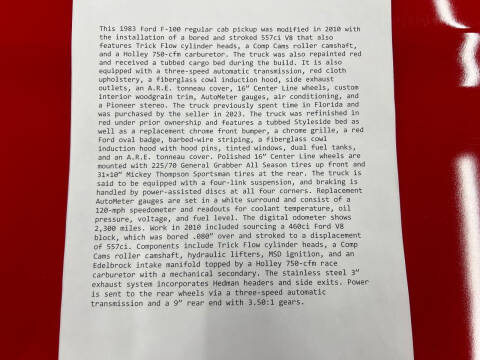 This 1983 Ford F-100 regular cab pickup was modified in 2010 with
the installation of a bored and stroked 557ci V8 that also
features Trick Flow cylinder heads, a Comp Cams roller camshaft,
and a Holley 750-cfm carburetor. The truck was also repainted
red and received a tubbed cargo bed during the build. It is also
equipped with a three-speed automatic transmission, red cloth
upholstery, a fiberglass cowl induction hood, side exhaust
outlets, an A.R.E. tonneau cover, 16” Center Line wheels, custom
interior woodgrain trim, AutoMeter gauges, air conditioning, and
a Pioneer stereo. The truck previously spent time in Florida and
was purchased by the seller in 2023. The truck was refinished in
red under prior ownership and features a tubbed Styleside bed as
well as a replacement chrome front bumper, a chrome grille, a red
Ford oval badge, barbed-wire striping, a fiberglass cowl
induction hood with hood pins, tinted windows, dual fuel tanks,
and an A.R.E. tonneau cover. Polished 16” Center Line wheels are
mounted with 225/70 General Grabber All Season tires up front and
31×10” Mickey Thompson Sportsman tires at the rear. The truck is
said to be equipped with a four-link suspension, and braking is
handled by power-assisted discs at all four corners. Replacement
AutoMeter gauges are set in a white surround and consist of a
120-mph speedometer and readouts for coolant temperature, oil
pressure, voltage, and fuel level. The digital odometer shows
2,300 miles. Work in 2010 included sourcing a 460ci Ford V8
block, which was bored .080” over and stroked to a displacement
of 557ci. Components include Trick Flow cylinder heads, a Comp
Cams roller camshaft, hydraulic lifters, MSD ignition, and an
Edelbrock intake manifold topped by a Holley 750-cfm race
carburetor with a mechanical secondary. The stainless steel 3”
exhaust system incorporates Hedman headers and side exits. Power
is sent to the rear wheels via a three-speed automatic
transmission and a 9” rear end with 3.50:1 gears.